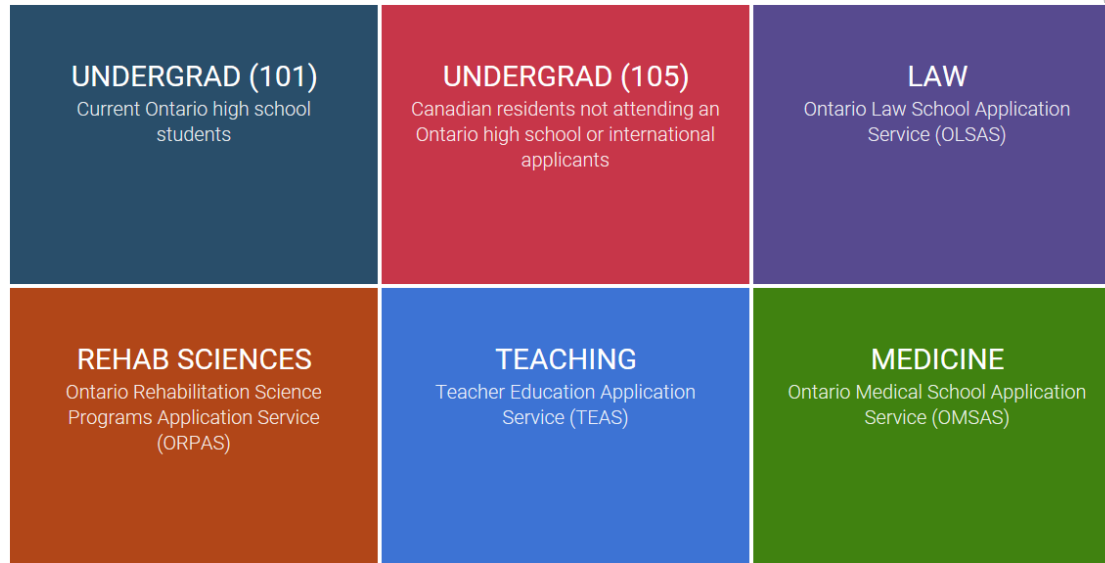 UNDERGRAD (101)
Current Ontario high school
students
UNDERGRAD (105)
Canadian residents not attending an
Ontario high school or international
applicants
LAW
Ontario Law School Application
Service (OLSAS)
REHAB SCIENCES
Ontario Rehabilitation Science
Programs Application Service
(ORPAS)
TEACHING
Teacher Education Application
Service (TEAS)
MEDICINE
Ontario Medical School Application
Service (OMSAS)